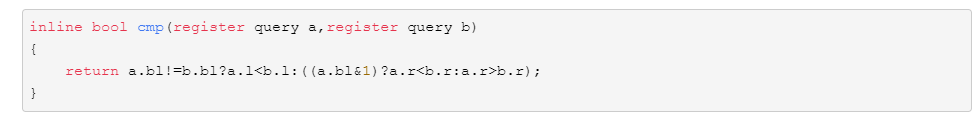 inline bool cmp(register query a,register query b)
{
    return a.bl!=b.bl?a.l<b.l:((a.bl&1)?a.r<b.r:a.r>b.r);
}